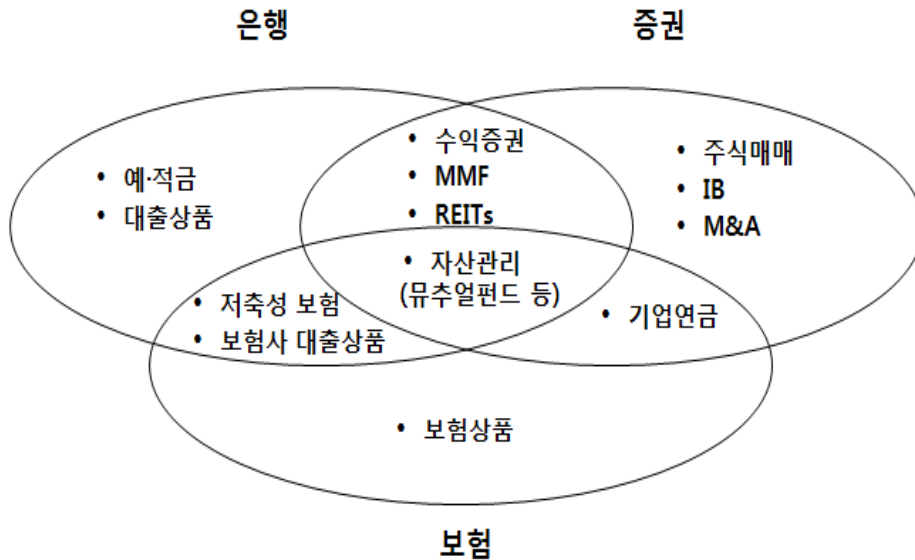 은행
증권
• 예·적금
• 대출상품
• 수익증권
• MMF
• REITs
• 주식매매
• IB
• M&A
• 자산관리
(뮤추얼펀드 등)
• 저축성 보험
• 보험사 대출상품
• 기업연금
• 보험상품
보험